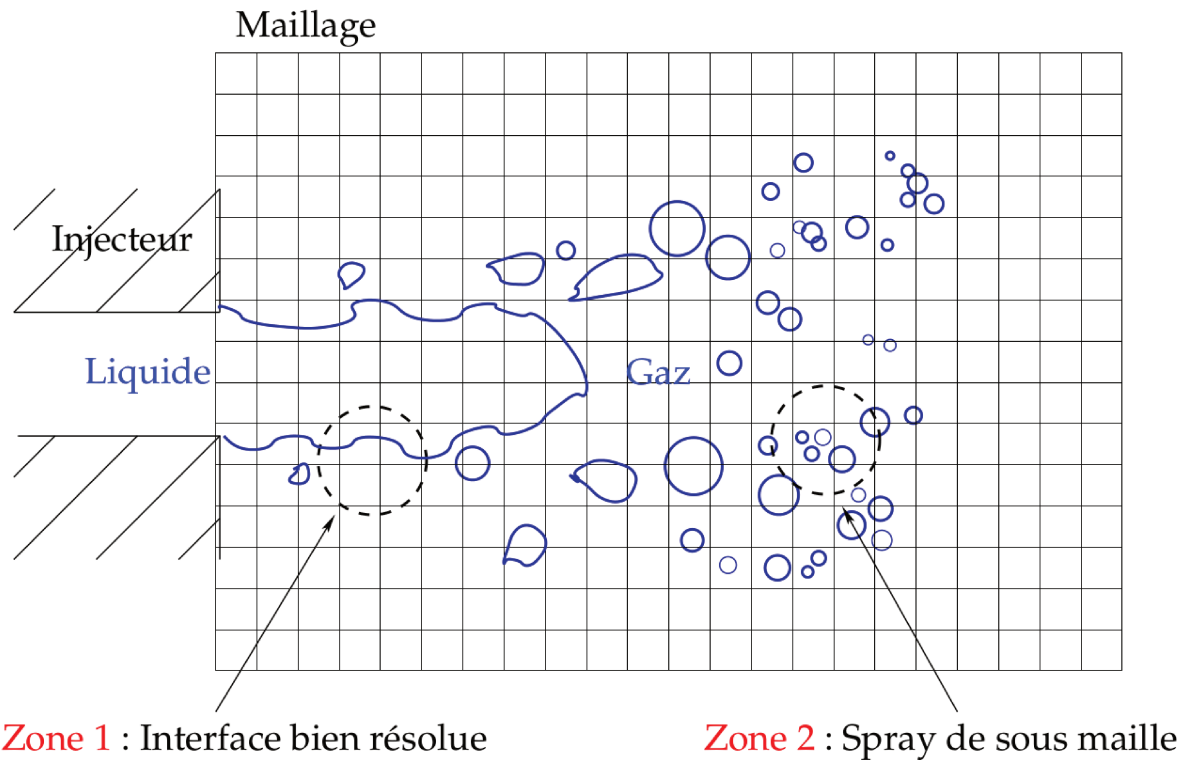 Maillage
Injecteur
Liquide
Gaz
Zone 1 : Interface bien résolue
Zone 2 : Spray de sous maille